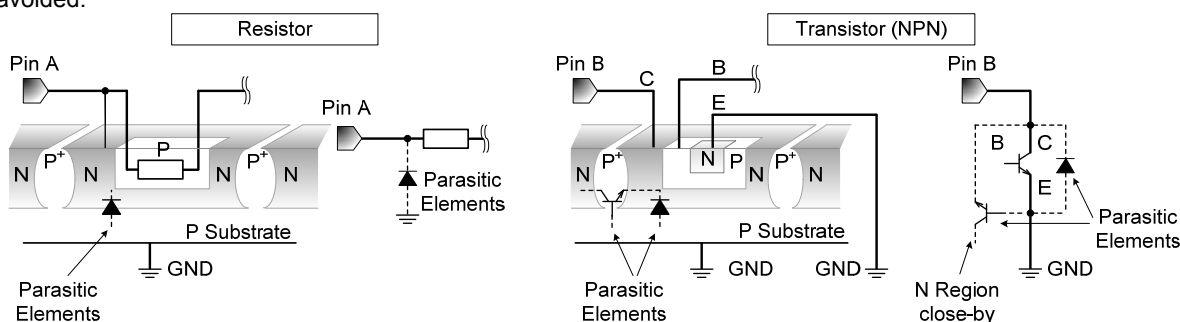 avoided.
Resistor
Transistor (NPN)
Pin A
Pin A
N
P+
N
P
N
P+
N
Parasitic
Elements
P Substrate
GND
Parasitic
Elements
Pin B
C
B
E
N
P+
N
N
P
N
P+
N
P Substrate
GND
GND
Parasitic
Elements
Pin B
B
C
E
Parasitic
Elements
GND
N Region
close-by